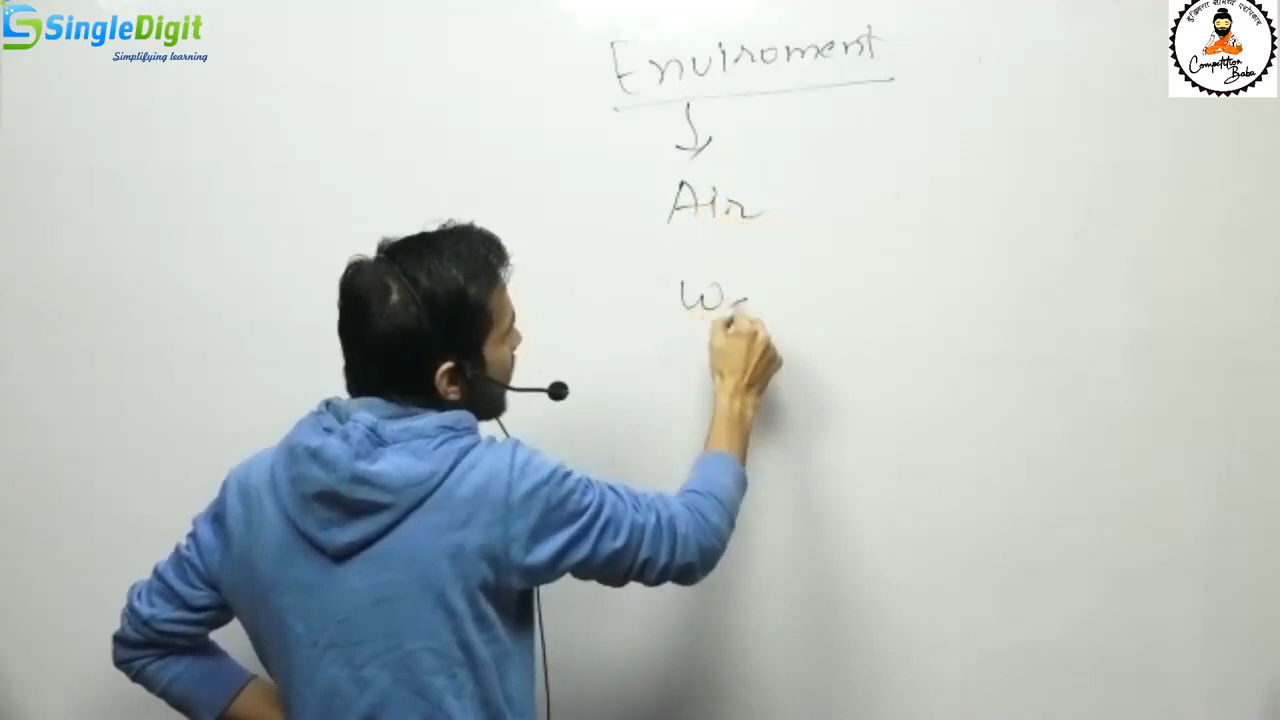 SingleDigit
Simplifying learning
Enviroment
Air
W
Competition
Baba